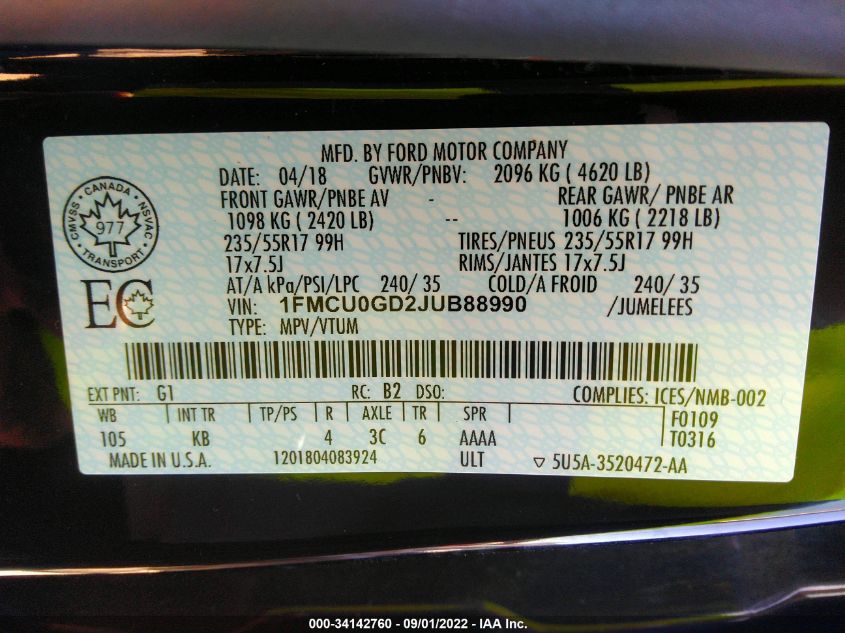 MFD. BY FORD MOTOR COMPANY
DATE: 04/18 GVWR/PNBV: 2096 KG ( 4620 LB)
FRONT GAWR/PNBE AV - REAR GAWR/ PNBE AR
1098 KG ( 2420 LB) -- 1006 KG ( 2218 LB)
235/55R17 99H TIRES/PNEUS 235/55R17 99H
17x7.5J RIMS/JANTES 17x7.5J
AT/A kPa/PSI/LPC 240/ 35 COLD/A FROID 240/ 35
VIN: 1FMCU0GD2JUB88990 /JUMELEES
TYPE: MPV/VTUM
CANADA
CMVSS NSVAC
977
TRANSPORT
EC
EXT PNT: G1 RC: B2 DSO: COMPLIES: ICES/NMB-002
WB INT TR TP/PS R AXLE TR SPR F0109
105 KB 4 3C 6 AAAA T0316
MADE IN U.S.A. 1201804083924 ULT ▽ 5U5A-3520472-AA
000-34142760 - 09/01/2022 - IAA Inc.